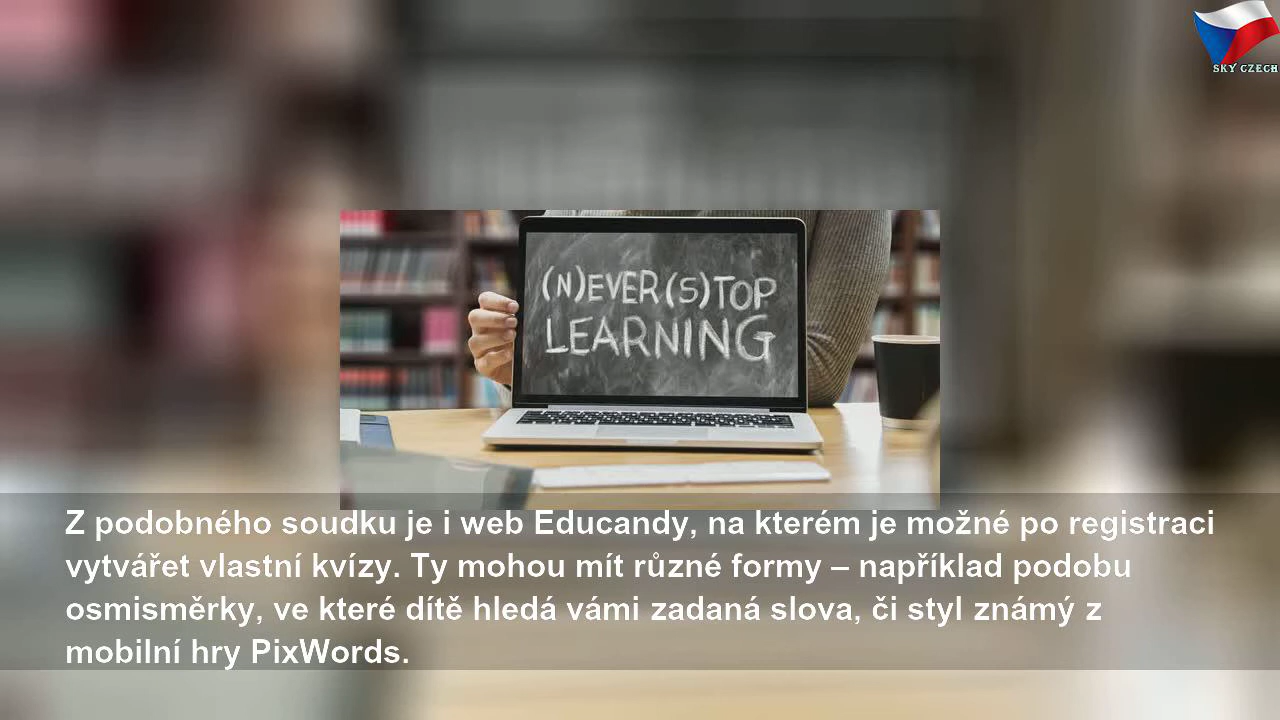 SKY CZECH
(N)EVER (S)TOP
LEARNING
Z podobného soudku je i web Educandy, na kterém je možné po registraci
vytvářet vlastní kvízy. Ty mohou mít různé formy – například podobu
osmisměrky, ve které dítě hledá vámi zadaná slova, či styl známý z
mobilní hry PixWords.